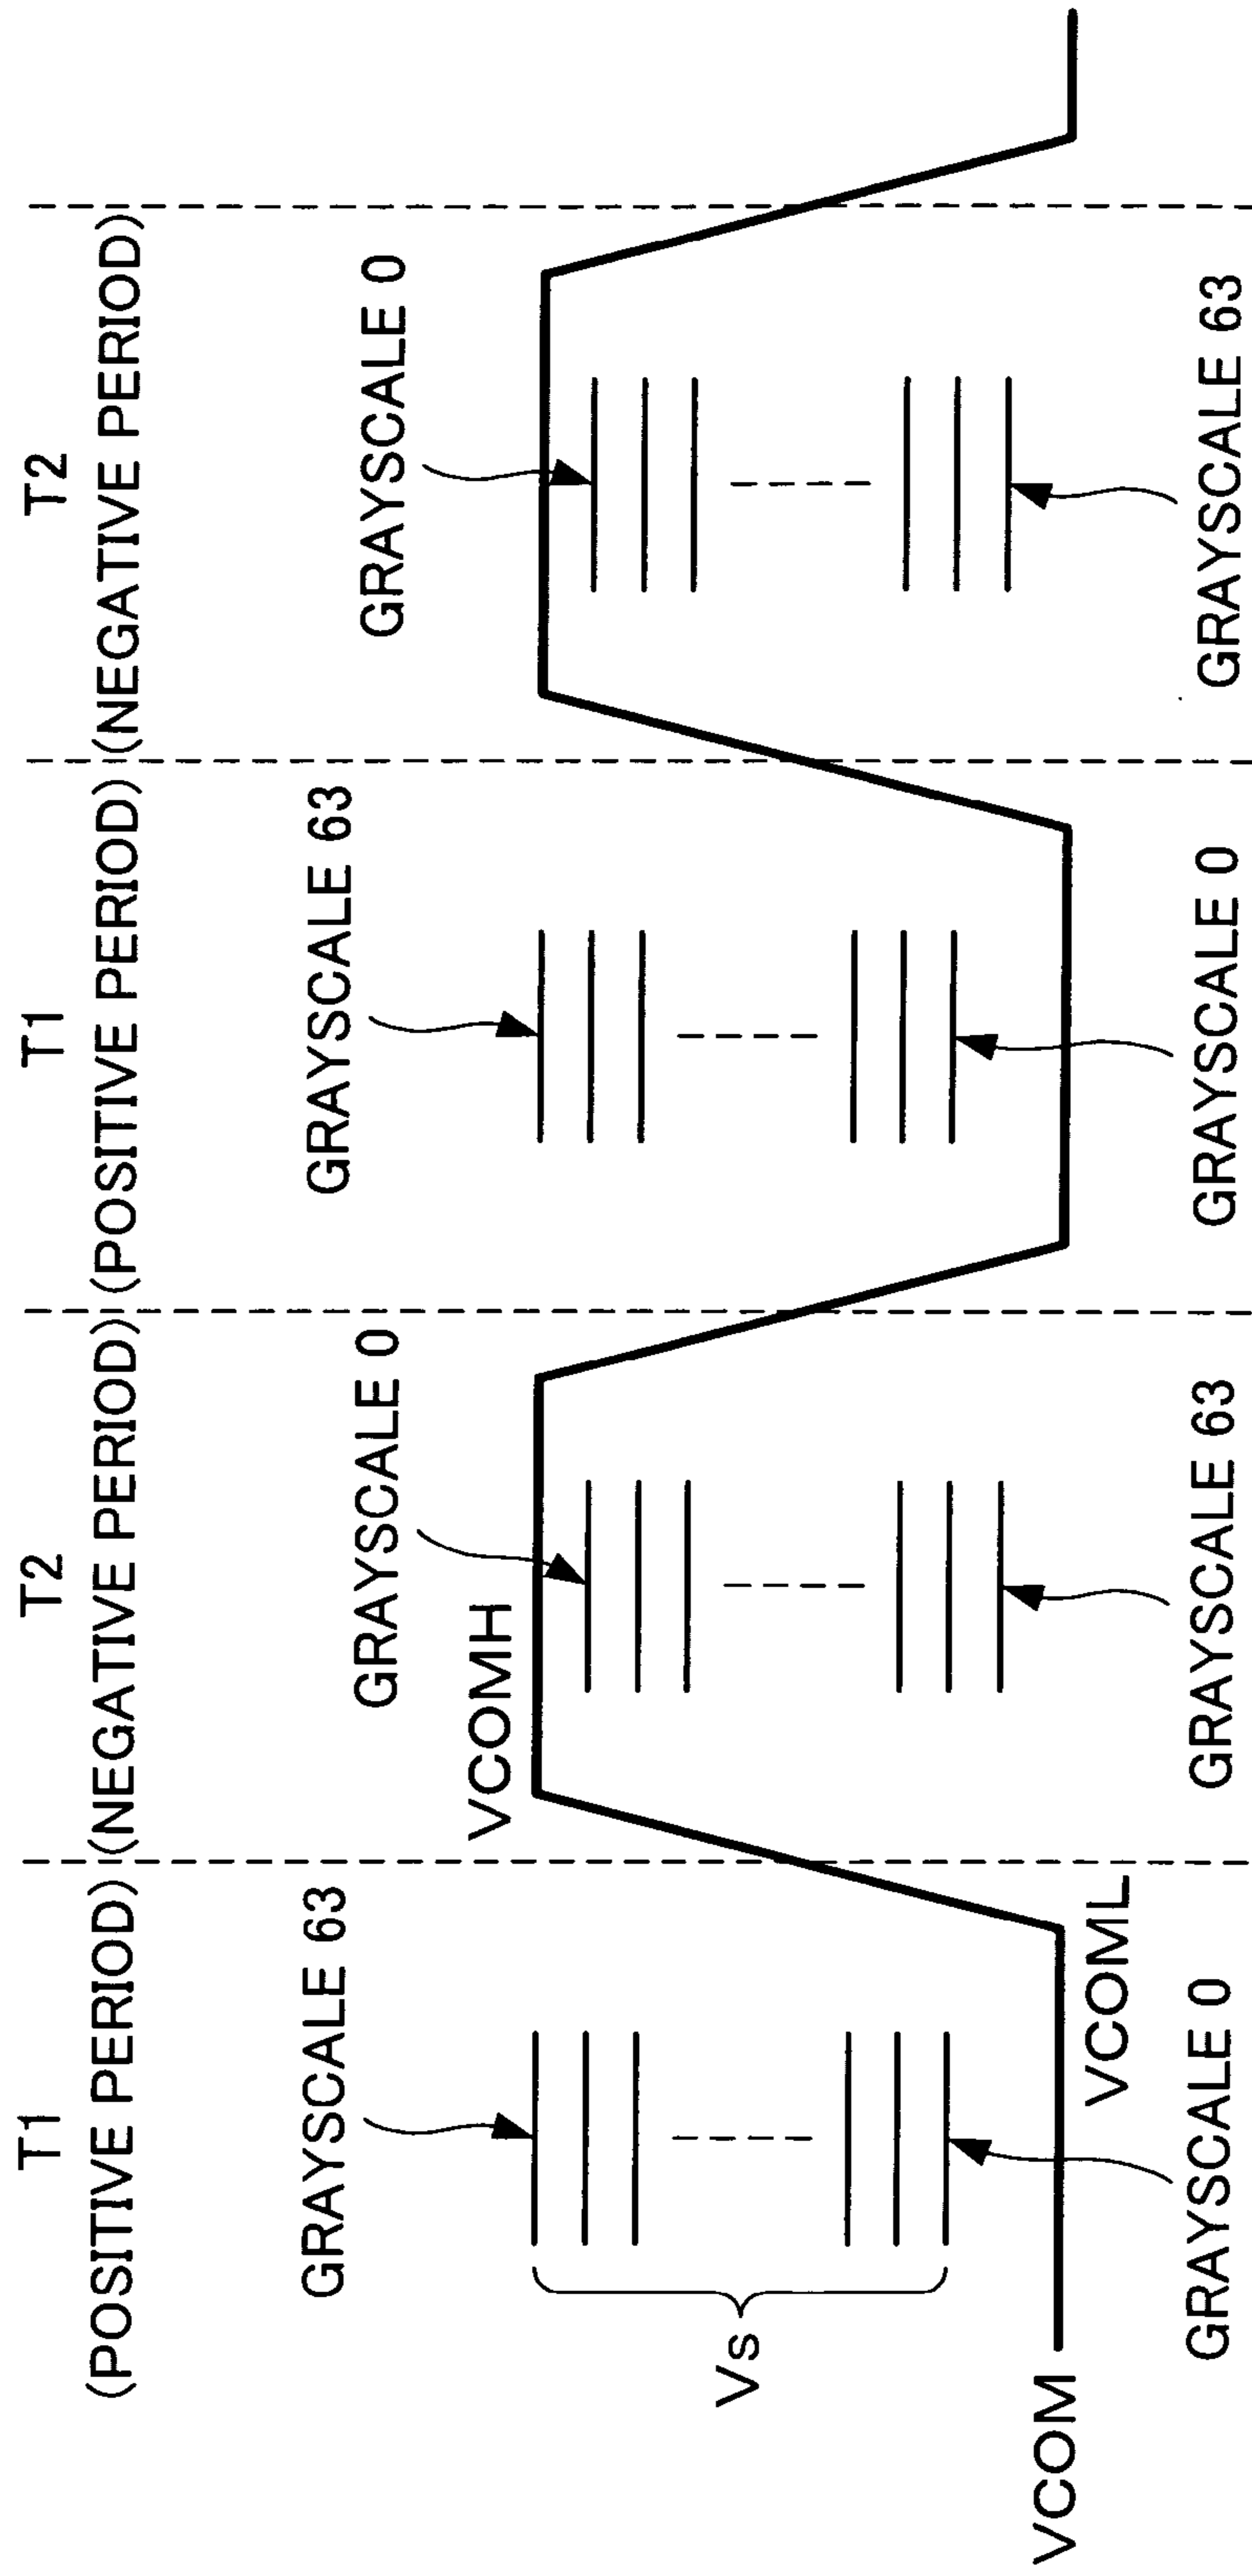 T1
(POSITIVE PERIOD)
T2
(NEGATIVE PERIOD)
T1
(POSITIVE PERIOD)
T2
(NEGATIVE PERIOD)
GRAYSCALE 63
GRAYSCALE 0
GRAYSCALE 63
GRAYSCALE 0
VCOMH
Vs
VCOM
VCOML
GRAYSCALE 0
GRAYSCALE 63
GRAYSCALE 0
GRAYSCALE 63